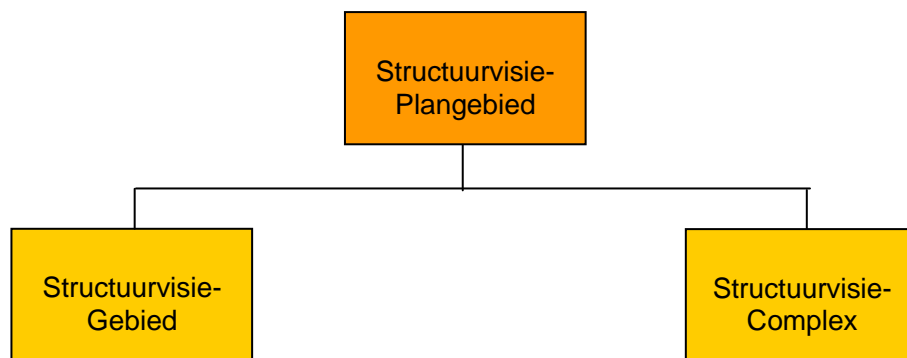 Structuurvisie-
Plangebied
Structuurvisie-
Gebied
Structuurvisie-
Complex